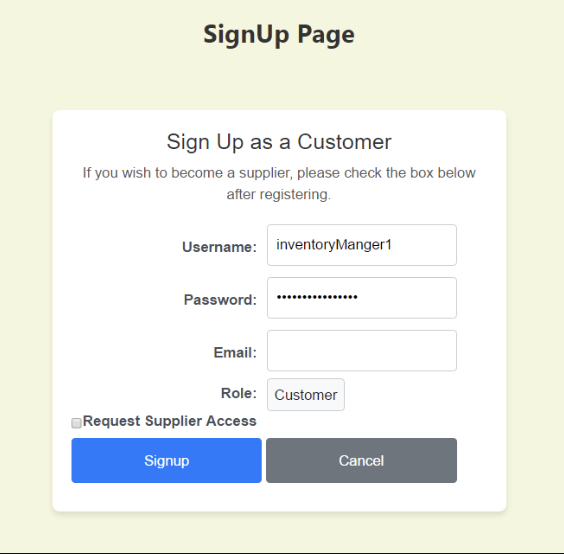 SignUp Page
Sign Up as a Customer
If you wish to become a supplier, please check the box below
after registering.
Username: inventoryManger1
Password: ••••••••••••••••
Email:
Role: Customer
Request Supplier Access
Signup Cancel